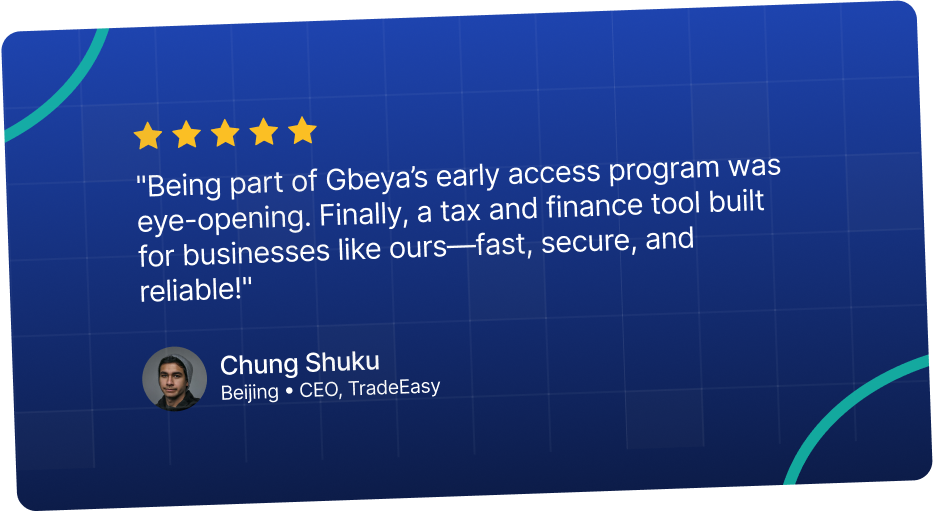 "Being part of Gbeya’s early access program was
eye-opening. Finally, a tax and finance tool built
for businesses like ours—fast, secure, and
reliable!"
Chung Shuku
Beijing • CEO, TradeEasy